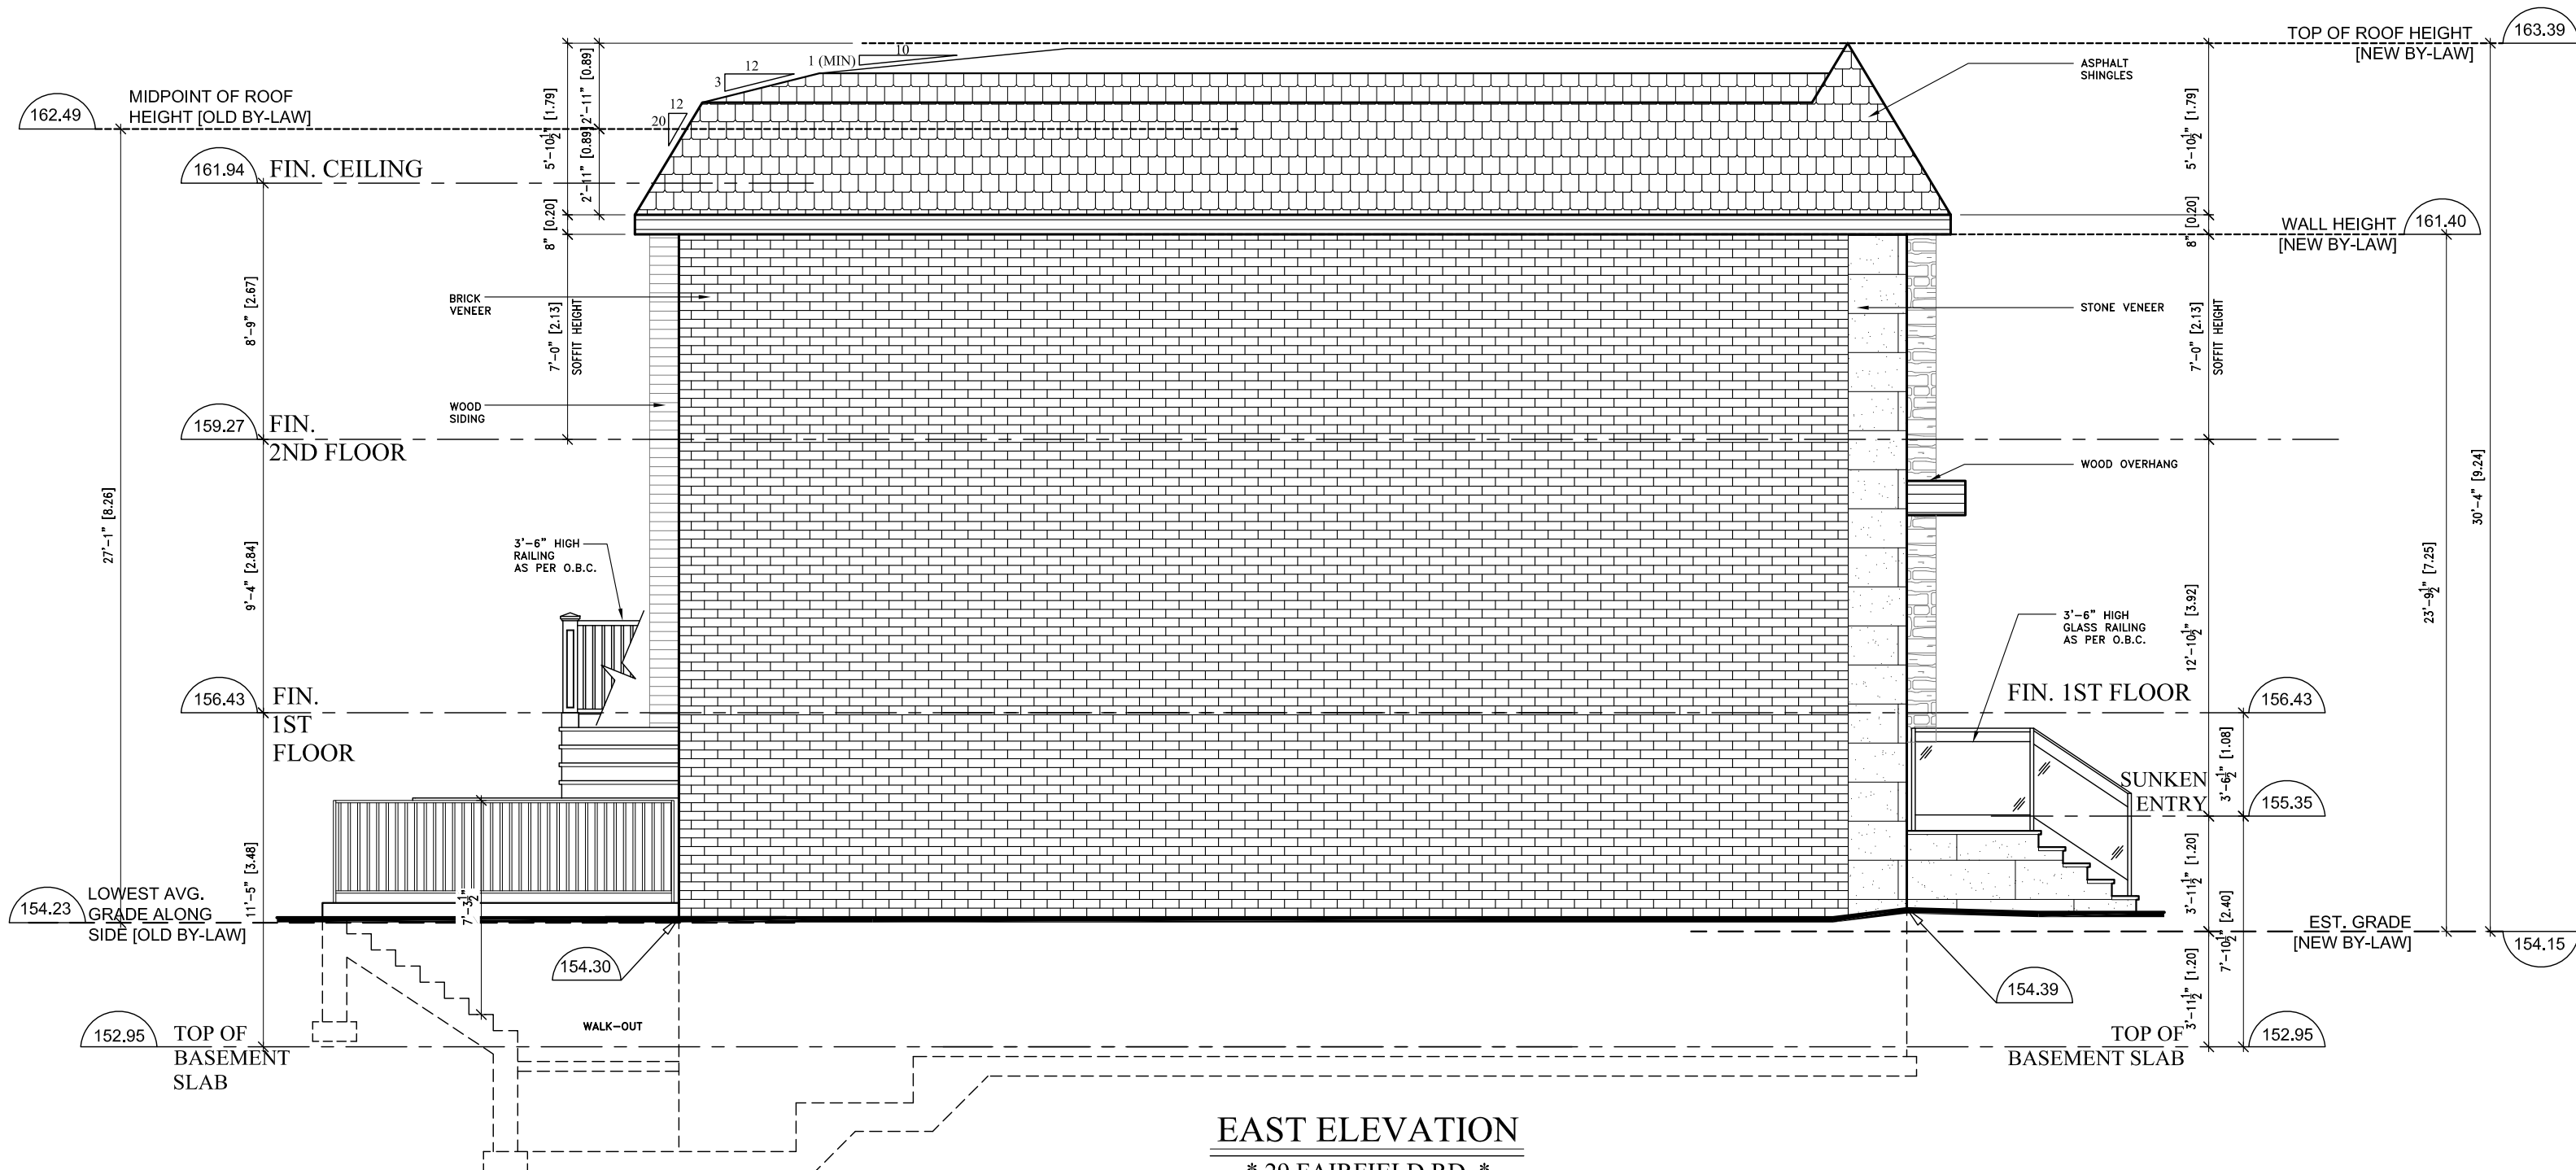 163.39
TOP OF ROOF HEIGHT
[NEW BY-LAW]
10
1 (MIN)
12
3
12
20
ASPHALT
SHINGLES
162.49
MIDPOINT OF ROOF
HEIGHT [OLD BY-LAW]
5'-10½" [1.79]
2'-11" [0.89]
2'-11" [0.89]
8" [0.20]
5'-10½" [1.79]
8" [0.20]
161.94
FIN. CEILING
WALL HEIGHT
[NEW BY-LAW]
161.40
BRICK
VENEER
STONE VENEER
8'-9" [2.67]
7'-0" [2.13]
SOFFIT HEIGHT
7'-0" [2.13]
SOFFIT HEIGHT
WOOD
SIDING
159.27
FIN.
2ND FLOOR
WOOD OVERHANG
27'-1" [8.26]
30'-4" [9.24]
3'-6" HIGH
RAILING
AS PER O.B.C.
9'-4" [2.84]
23'-9½" [7.25]
12'-10½" [3.92]
3'-6" HIGH
GLASS RAILING
AS PER O.B.C.
156.43
FIN.
1ST
FLOOR
FIN. 1ST FLOOR
156.43
3'-6½" [1.08]
SUNKEN
ENTRY
155.35
11'-5" [3.48]
7'-3½"
3'-11½" [1.20]
7'-10½" [2.40]
154.23
LOWEST AVG.
GRADE ALONG
SIDE [OLD BY-LAW]
EST. GRADE
[NEW BY-LAW]
154.15
154.30
154.39
3'-11½" [1.20]
WALK-OUT
152.95
TOP OF
BASEMENT
SLAB
TOP OF
BASEMENT SLAB
152.95
EAST ELEVATION
* 29 FAIRFIELD RD. *